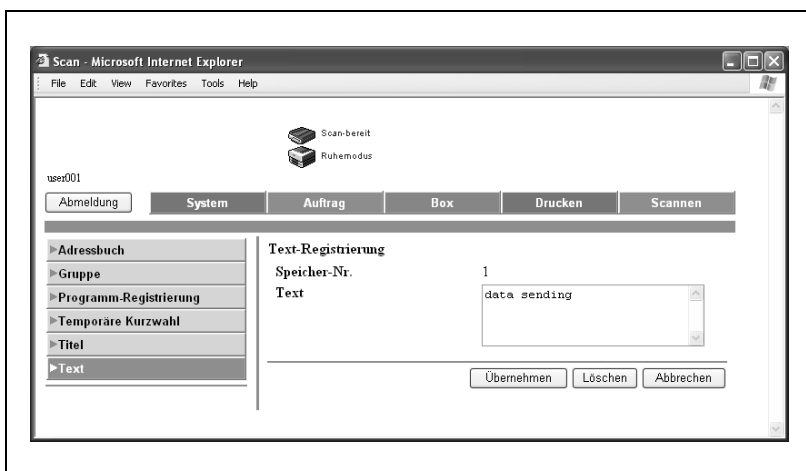 Scan - Microsoft Internet Explorer
File Edit View Favorites Tools Help
Scan-bereit
Ruhemodus
user001
Abmeldung System Auftrag Box Drucken Scannen
Adressbuch
Gruppe
Programm-Registrierung
Temporäre Kurzwahl
Titel
Text
Text-Registrierung
Speicher-Nr. 1
Text data sending
Übernehmen Löschen Abbrechen